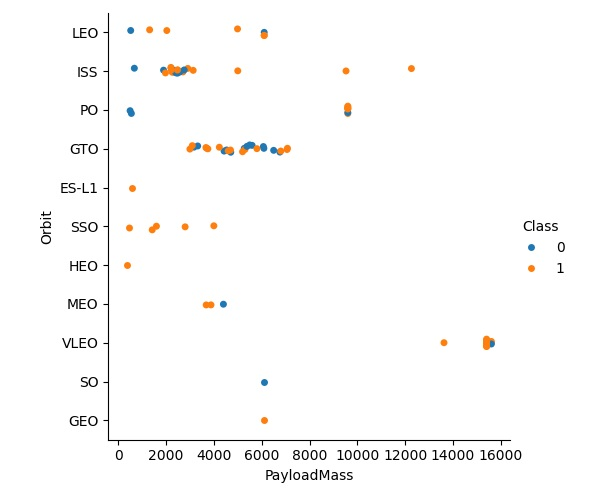 LEO
ISS
PO
GTO
ES-L1
SSO
HEO
MEO
VLEO
SO
GEO
Orbit
0 2000 4000 6000 8000 10000 12000 14000 16000
PayloadMass
Class
0
1